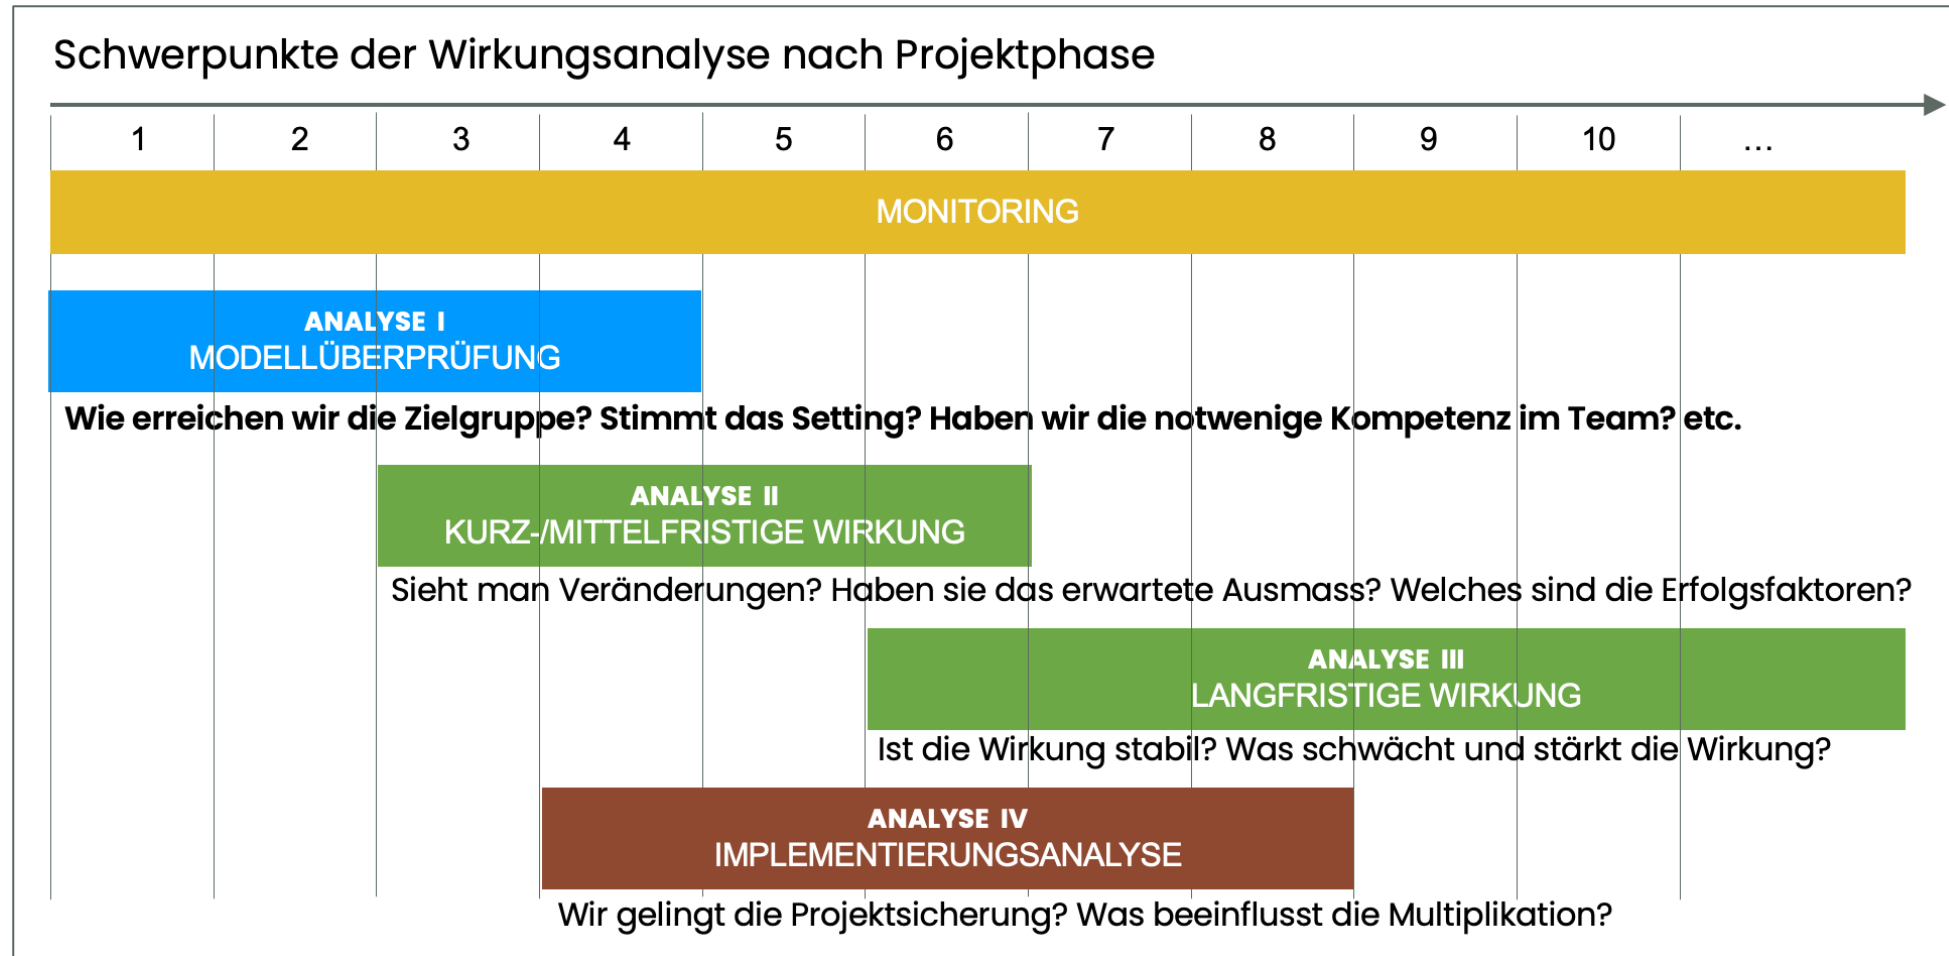 Schwerpunkte der Wirkungsanalyse nach Projektphase
1 2 3 4 5 6 7 8 9 10 ...
MONITORING
ANALYSE I
MODELLÜBERPRÜFUNG
Wie erreichen wir die Zielgruppe? Stimmt das Setting? Haben wir die notwenige Kompetenz im Team? etc.
ANALYSE II
KURZ-/MITTELFRISTIGE WIRKUNG
Sieht man Veränderungen? Haben sie das erwartete Ausmass? Welches sind die Erfolgsfaktoren?
ANALYSE III
LANGFRISTIGE WIRKUNG
Ist die Wirkung stabil? Was schwächt und stärkt die Wirkung?
ANALYSE IV
IMPLEMENTIERUNGSANALYSE
Wir gelingt die Projektsicherung? Was beeinflusst die Multiplikation?